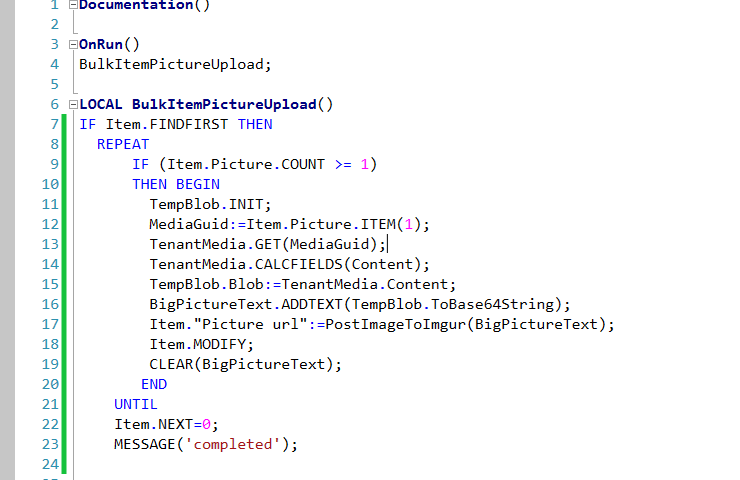 1 Documentation()
2
3 OnRun()
4 BulkItemPictureUpload;
5
6 LOCAL BulkItemPictureUpload()
7 IF Item.FINDFIRST THEN
8 REPEAT
9 IF (Item.Picture.COUNT >= 1)
10 THEN BEGIN
11 TempBlob.INIT;
12 MediaGuid:=Item.Picture.ITEM(1);
13 TenantMedia.GET(MediaGuid);
14 TenantMedia.CALCFIELDS(Content);
15 TempBlob.Blob:=TenantMedia.Content;
16 BigPictureText.ADDTEXT(TempBlob.ToBase64String);
17 Item."Picture url":=PostImageToImgur(BigPictureText);
18 Item.MODIFY;
19 CLEAR(BigPictureText);
20 END
21 UNTIL
22 Item.NEXT=0;
23 MESSAGE('completed');
24